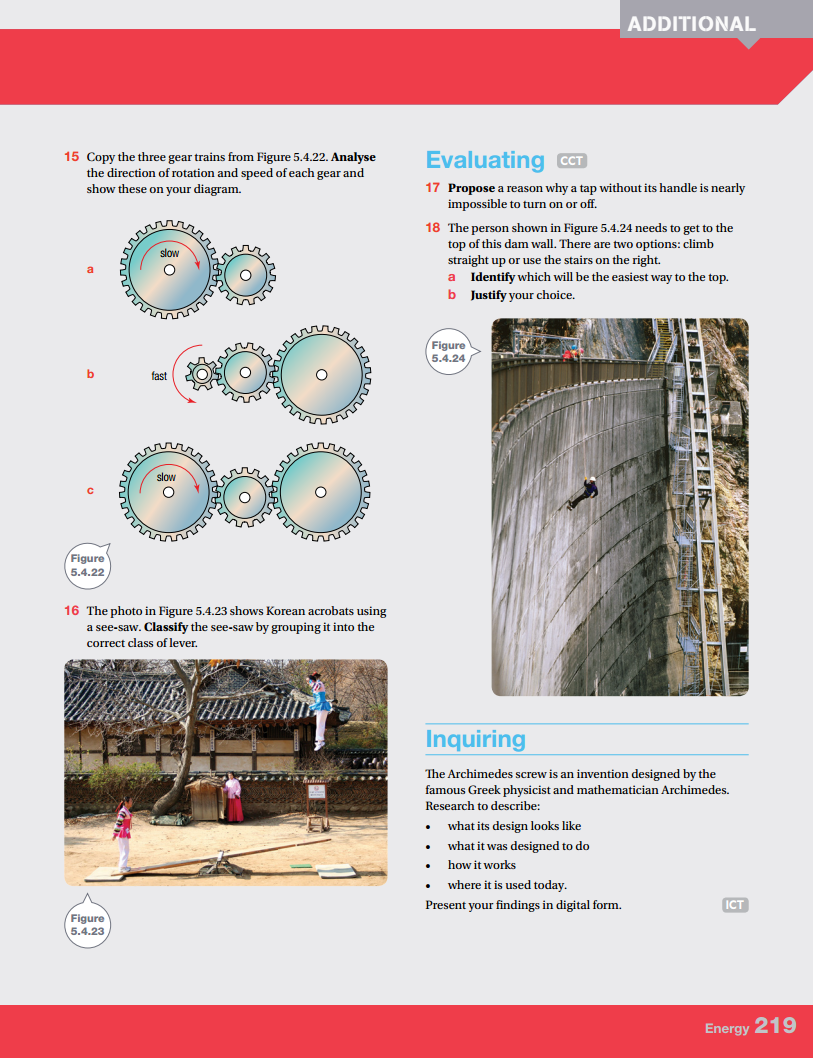 ADDITIONAL
15 Copy the three gear trains from Figure 5.4.22. Analyse
the direction of rotation and speed of each gear and
show these on your diagram.
a
slow
b
fast
c
slow
Figure
5.4.22
16 The photo in Figure 5.4.23 shows Korean acrobats using
a see-saw. Classify the see-saw by grouping it into the
correct class of lever.
Figure
5.4.23
Evaluating CCT
17 Propose a reason why a tap without its handle is nearly
impossible to turn on or off.
18 The person shown in Figure 5.4.24 needs to get to the
top of this dam wall. There are two options: climb
straight up or use the stairs on the right.
a Identify which will be the easiest way to the top.
b Justify your choice.
Figure
5.4.24
Inquiring
The Archimedes screw is an invention designed by the
famous Greek physicist and mathematician Archimedes.
Research to describe:
• what its design looks like
• what it was designed to do
• how it works
• where it is used today.
Present your findings in digital form. ICT
Energy 219